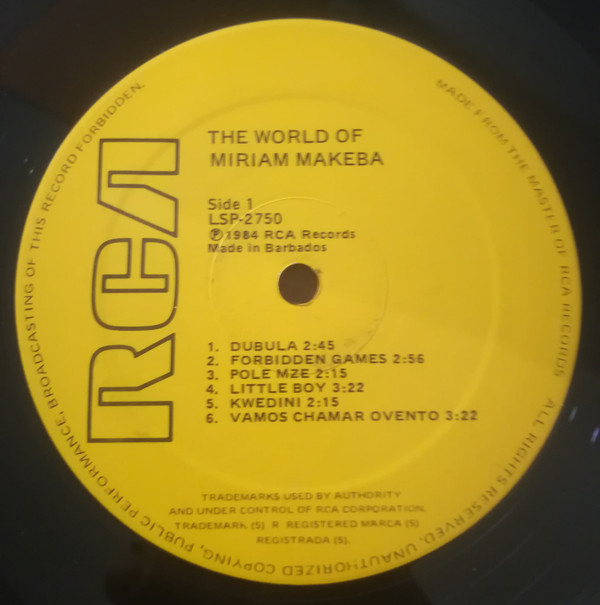 RCA
THE WORLD OF
MIRIAM MAKEBA
Side 1
LSP-2750
Ⓟ1984 RCA Records
Made in Barbados
1. DUBULA 2:45
2. FORBIDDEN GAMES 2:56
3. POLE MZE 2:15
4. LITTLE BOY 3:22
5. KWEDINI 2:15
6. VAMOS CHAMAR OVENTO 3:22
TRADEMARKS USED BY AUTHORITY
AND UNDER CONTROL OF RCA CORPORATION.
TRADEMARK (S) R REGISTERED MARCA (S)
REGISTRADA (S).
MADE FROM THE MASTER OF RCA RECORDS ALL RIGHTS RESERVED. UNAUTHORIZED COPYING, PUBLIC PERFORMANCE, BROADCASTING OF THIS RECORD FORBIDDEN.